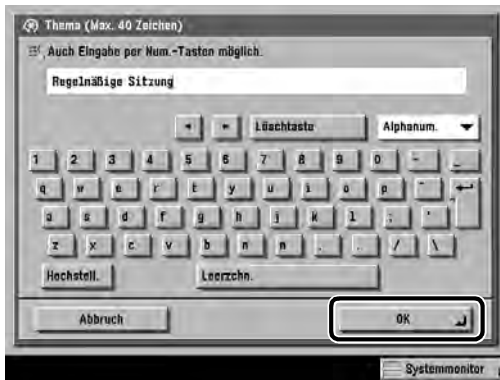 Thema (Max. 40 Zeichen)
Auch Eingabe per Num.-Tasten möglich.
Regelmäßige Sitzung
Löschtaste Alphanum.
1 2 3 4 5 6 7 8 9 0 - _
q w e r t y u i o p
a s d f g h j k l ; '
z x c v b n m , . / \
Hochstell. Leerzchn.
Abbruch OK
Systemmonitor